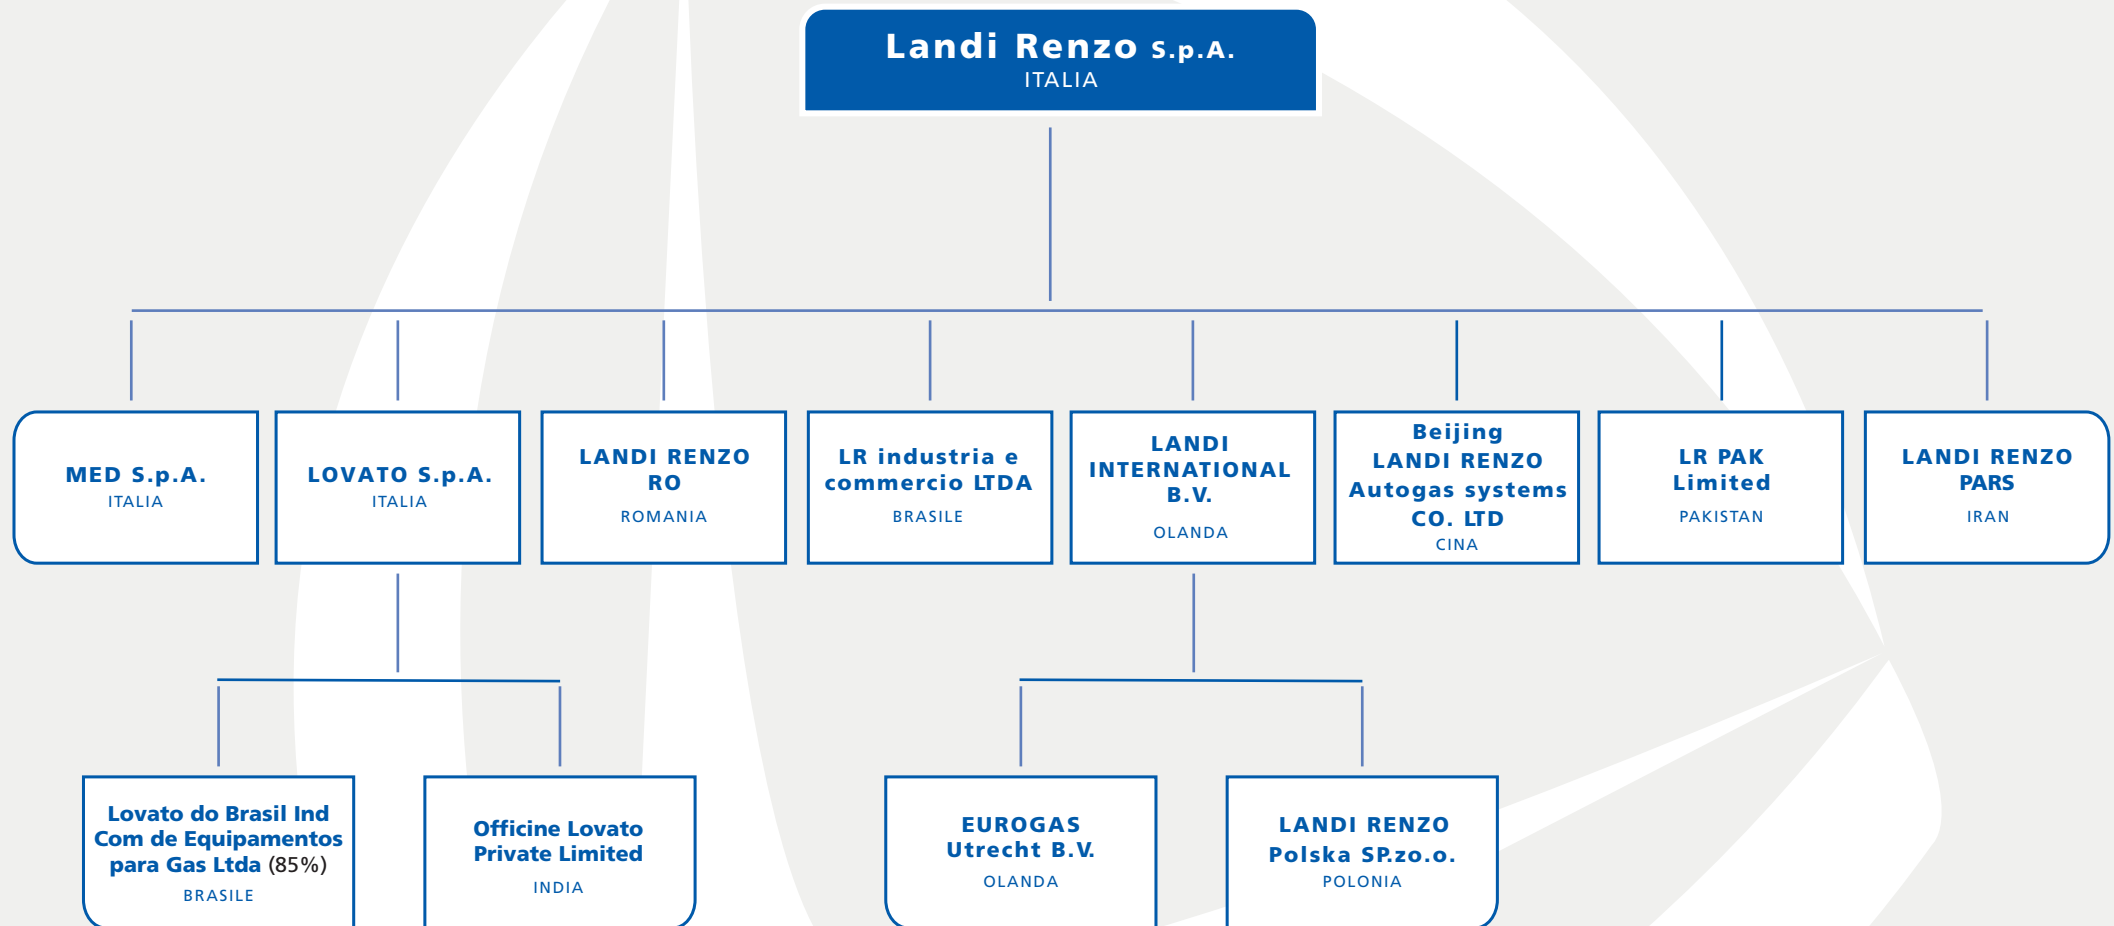 Landi Renzo S.p.A.
ITALIA
MED S.p.A.
ITALIA
LOVATO S.p.A.
ITALIA
LANDI RENZO
RO
ROMANIA
LR industria e
commercio LTDA
BRASILE
LANDI
INTERNATIONAL
B.V.
OLANDA
Beijing
LANDI RENZO
Autogas systems
CO. LTD
CINA
LR PAK
Limited
PAKISTAN
LANDI RENZO
PARS
IRAN
Lovato do Brasil Ind
Com de Equipamentos
para Gas Ltda (85%)
BRASILE
Officine Lovato
Private Limited
INDIA
EUROGAS
Utrecht B.V.
OLANDA
LANDI RENZO
Polska SP.zo.o.
POLONIA